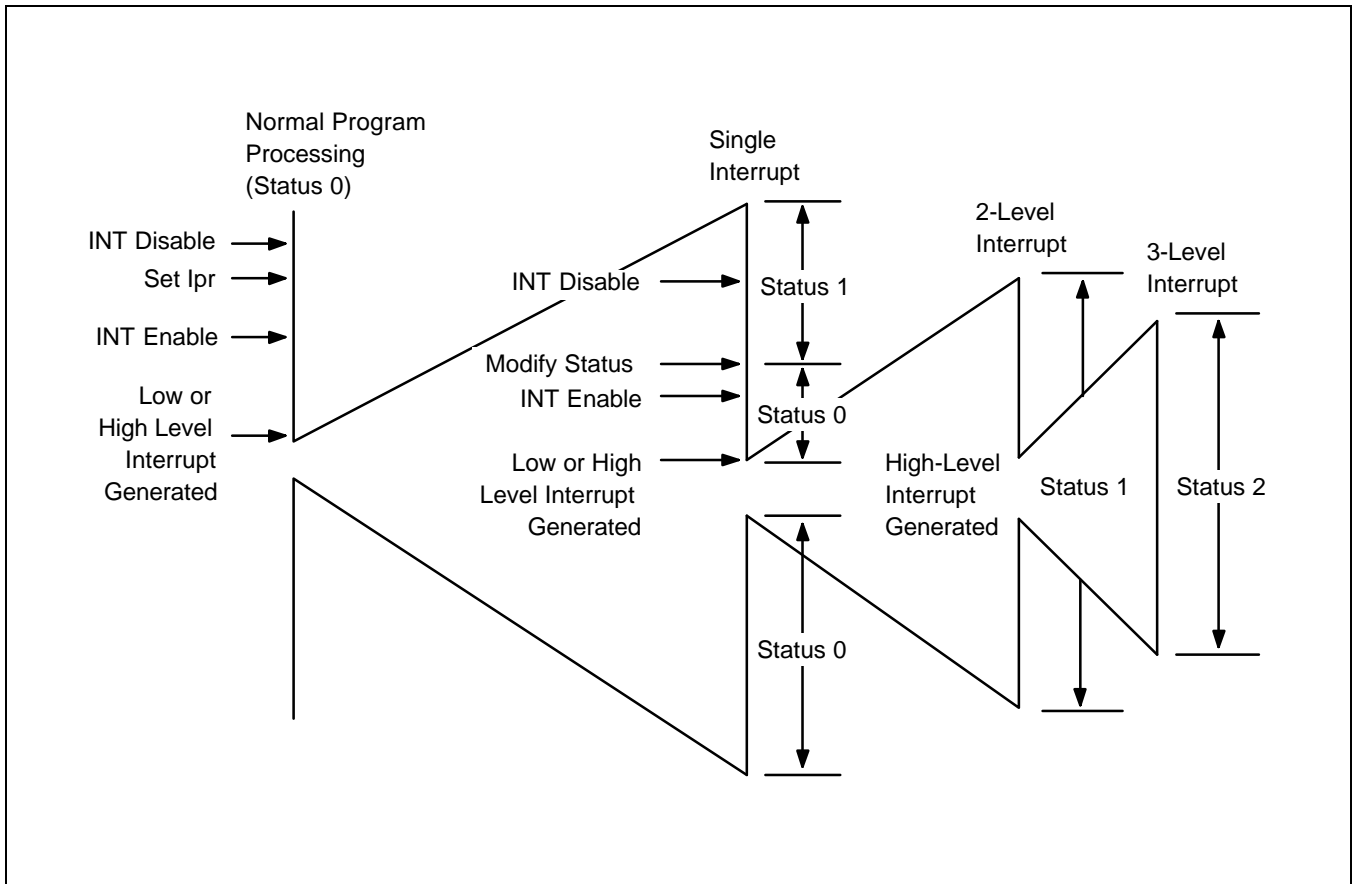 Normal Program
Processing
(Status 0)
INT Disable
Set Ipr
INT Enable
Low or
High Level
Interrupt
Generated
Single
Interrupt
INT Disable
Status 1
Modify Status
INT Enable
Status 0
Low or High
Level Interrupt
Generated
Status 0
2-Level
Interrupt
High-Level
Interrupt
Generated
Status 1
3-Level
Interrupt
Status 2